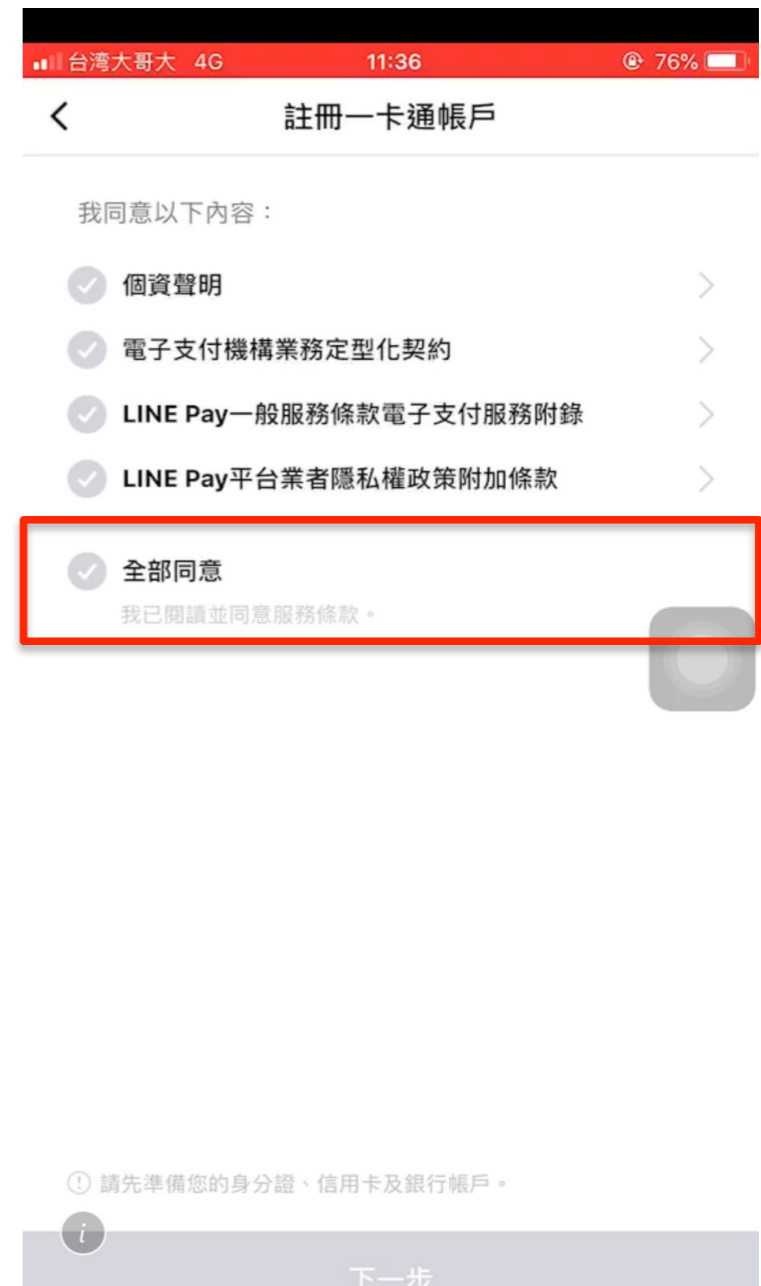 台湾大哥大 4G 11:36 76%
註冊一卡通帳戶
我同意以下內容：
個資聲明
電子支付機構業務定型化契約
LINE Pay一般服務條款電子支付服務附錄
LINE Pay平台業者隱私權政策附加條款
全部同意
我已閱讀並同意服務條款。
請先準備您的身分證、信用卡及銀行帳戶。
下一步